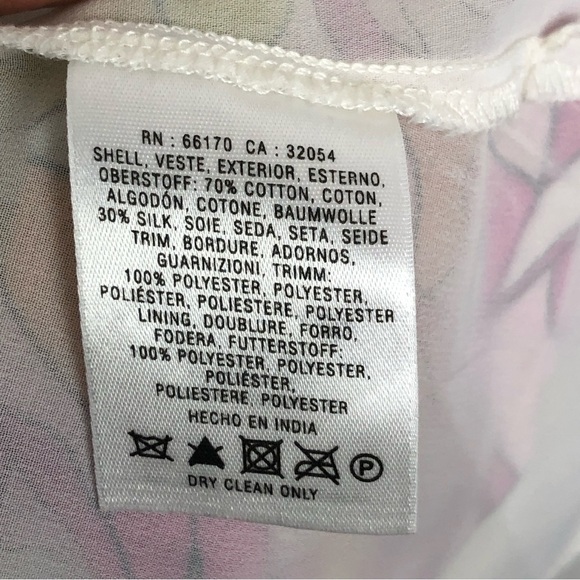 RN : 66170 CA : 32054
SHELL, VESTE, EXTERIOR, ESTERNO,
OBERSTOFF: 70% COTTON, COTON,
ALGODÓN, COTONE, BAUMWOLLE
30% SILK, SOIE, SEDA, SETA, SEIDE
TRIM, BORDURE, ADORNOS,
GUARNIZIONI, TRIMM:
100% POLYESTER, POLYESTER,
POLIÉSTER, POLIESTERE, POLYESTER
LINING, DOUBLURE, FORRO,
FODERA, FUTTERSTOFF:
100% POLYESTER, POLYESTER,
POLIÉSTER,
POLIESTERE, POLYESTER
HECHO EN INDIA
P
DRY CLEAN ONLY